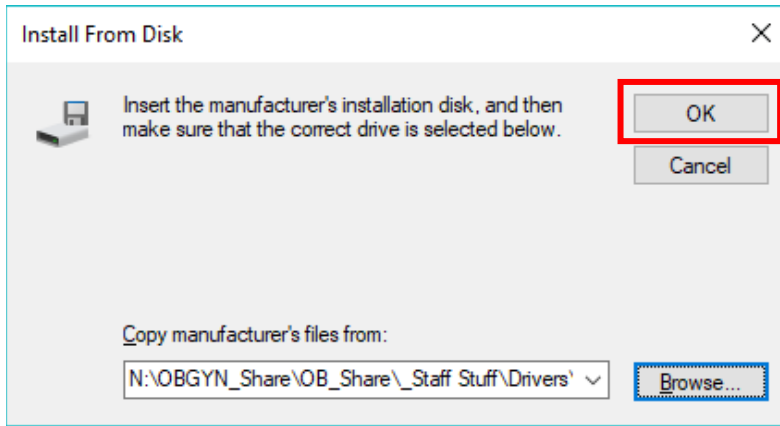 Install From Disk
Insert the manufacturer's installation disk, and then
make sure that the correct drive is selected below.
OK
Cancel
Copy manufacturer's files from:
N:\OBGYN_Share\OB_Share\_Staff Stuff\Drivers\
Browse...